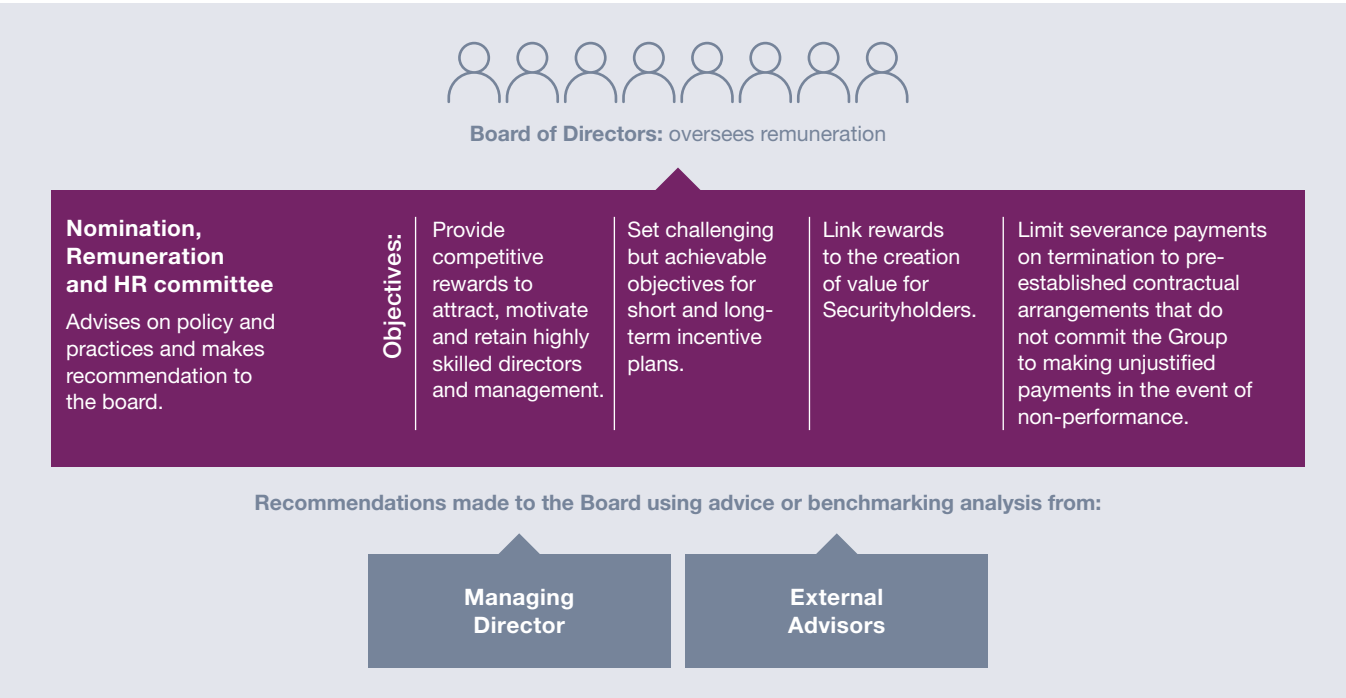 Board of Directors: oversees remuneration
Nomination,
Remuneration
and HR committee
Advises on policy and
practices and makes
recommendation to
the board.
Objectives:
Provide
competitive
rewards to
attract, motivate
and retain highly
skilled directors
and management.
Set challenging
but achievable
objectives for
short and long-
term incentive
plans.
Link rewards
to the creation
of value for
Securityholders.
Limit severance payments
on termination to pre-
established contractual
arrangements that do
not commit the Group
to making unjustified
payments in the event of
non-performance.
Recommendations made to the Board using advice or benchmarking analysis from:
Managing
Director
External
Advisors